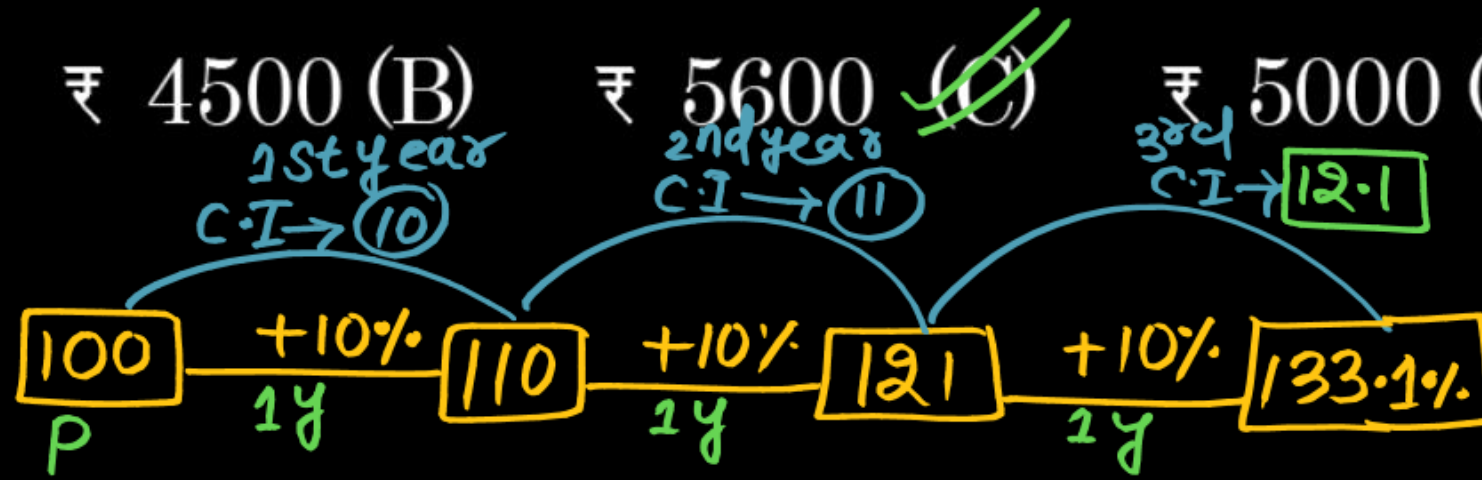 ₹ 4500 (B) ₹ 5600 (C) ₹ 5000 (
1st year 2nd year 3rd
C.I→ 10 C.I→ 11 C.I→ 12.1
100 +10% 110 +10% 121 +10% 133.1%
P 1y 1y 1y